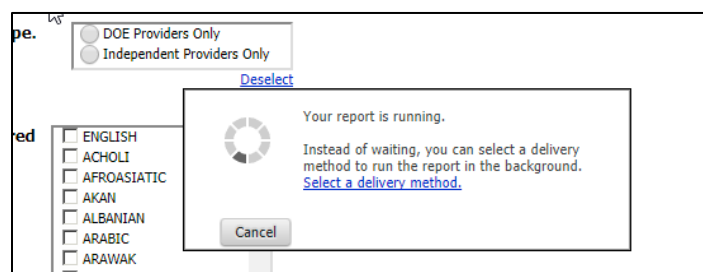 pe.
DOE Providers Only
Independent Providers Only
Deselect
Your report is running.
Instead of waiting, you can select a delivery
method to run the report in the background.
Select a delivery method.
Cancel
red
ENGLISH
ACHOLI
AFROASIATIC
AKAN
ALBANIAN
ARABIC
ARAWAK